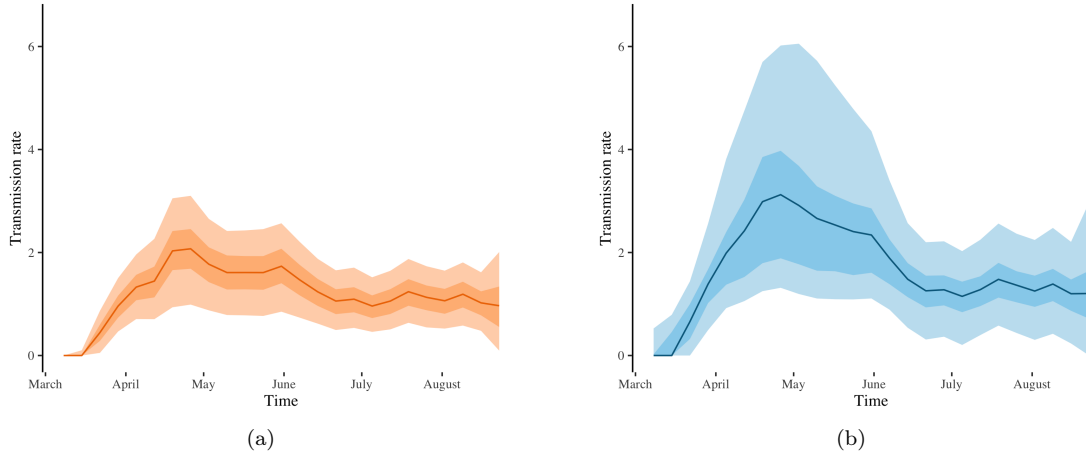 6
4
2
0
Transmission rate
March
April
May
June
July
August
Time
(a)
6
4
2
0
Transmission rate
March
April
May
June
July
August
Time
(b)